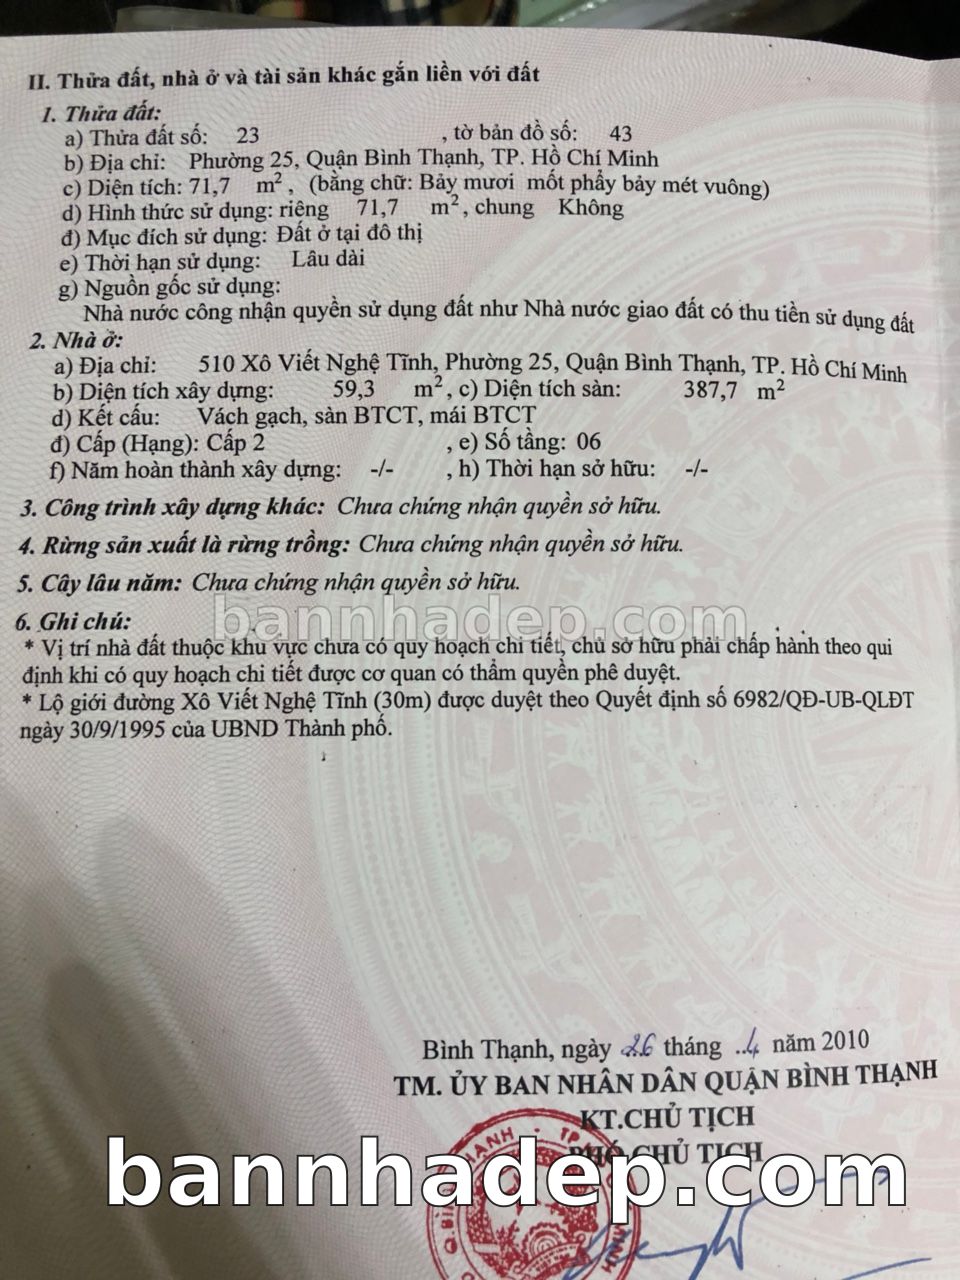 II. Thửa đất, nhà ở và tài sản khác gắn liền với đất
1. Thửa đất:
a) Thửa đất số: 23 , tờ bản đồ số: 43
b) Địa chỉ: Phường 25, Quận Bình Thạnh, TP. Hồ Chí Minh
c) Diện tích: 71,7 m², (bằng chữ: Bảy mươi mốt phẩy bảy mét vuông)
d) Hình thức sử dụng: riêng 71,7 m², chung Không
đ) Mục đích sử dụng: Đất ở tại đô thị
e) Thời hạn sử dụng: Lâu dài
g) Nguồn gốc sử dụng:
Nhà nước công nhận quyền sử dụng đất như Nhà nước giao đất có thu tiền sử dụng đất
2. Nhà ở:
a) Địa chỉ: 510 Xô Viết Nghệ Tĩnh, Phường 25, Quận Bình Thạnh, TP. Hồ Chí Minh
b) Diện tích xây dựng: 59,3 m², c) Diện tích sàn: 387,7 m²
d) Kết cấu: Vách gạch, sàn BTCT, mái BTCT
đ) Cấp (Hạng): Cấp 2 , e) Số tầng: 06
f) Năm hoàn thành xây dựng: -/- , h) Thời hạn sở hữu: -/-
3. Công trình xây dựng khác: Chưa chứng nhận quyền sở hữu.
4. Rừng sản xuất là rừng trồng: Chưa chứng nhận quyền sở hữu.
5. Cây lâu năm: Chưa chứng nhận quyền sở hữu.
bannhadep.com
6. Ghi chú:
* Vị trí nhà đất thuộc khu vực chưa có quy hoạch chi tiết, chủ sở hữu phải chấp hành theo qui
định khi có quy hoạch chi tiết được cơ quan có thẩm quyền phê duyệt.
* Lộ giới đường Xô Viết Nghệ Tĩnh (30m) được duyệt theo Quyết định số 6982/QĐ-UB-QLĐT
ngày 30/9/1995 của UBND Thành phố.
Bình Thạnh, ngày 26 tháng .4 năm 2010
TM. ỦY BAN NHÂN DÂN QUẬN BÌNH THẠNH
KT.CHỦ TỊCH
PHÓ CHỦ TỊCH
bannhadep.com